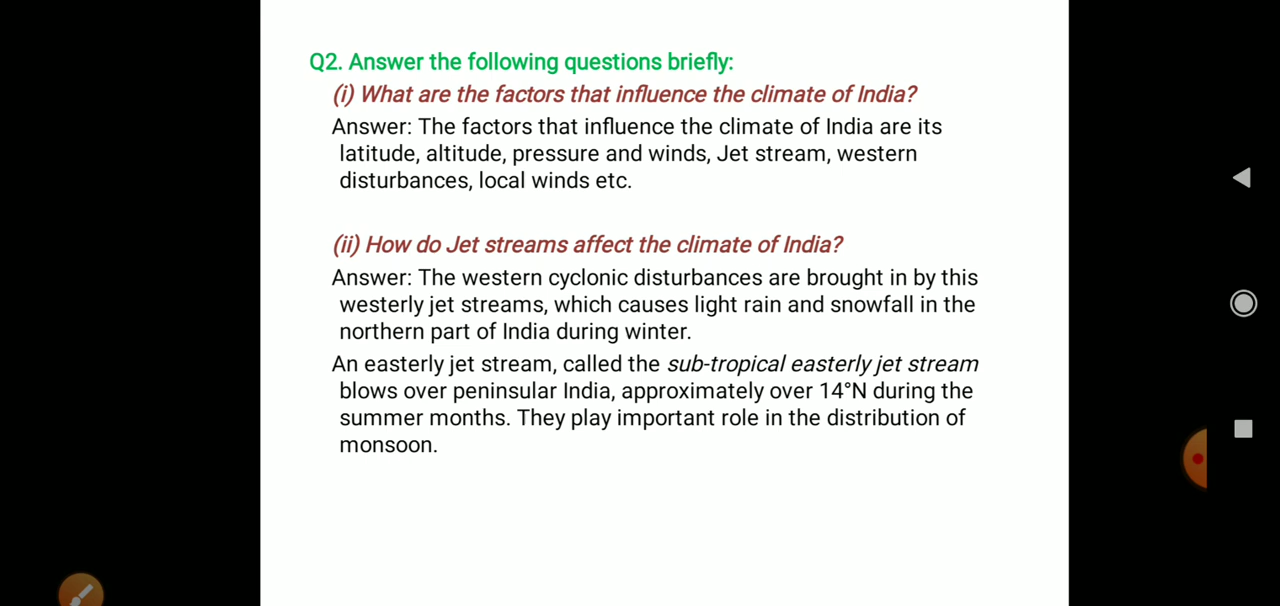 Q2. Answer the following questions briefly:
(i) What are the factors that influence the climate of India?
Answer: The factors that influence the climate of India are its
latitude, altitude, pressure and winds, Jet stream, western
disturbances, local winds etc.
(ii) How do Jet streams affect the climate of India?
Answer: The western cyclonic disturbances are brought in by this
westerly jet streams, which causes light rain and snowfall in the
northern part of India during winter.
An easterly jet stream, called the sub-tropical easterly jet stream
blows over peninsular India, approximately over 14°N during the
summer months. They play important role in the distribution of
monsoon.